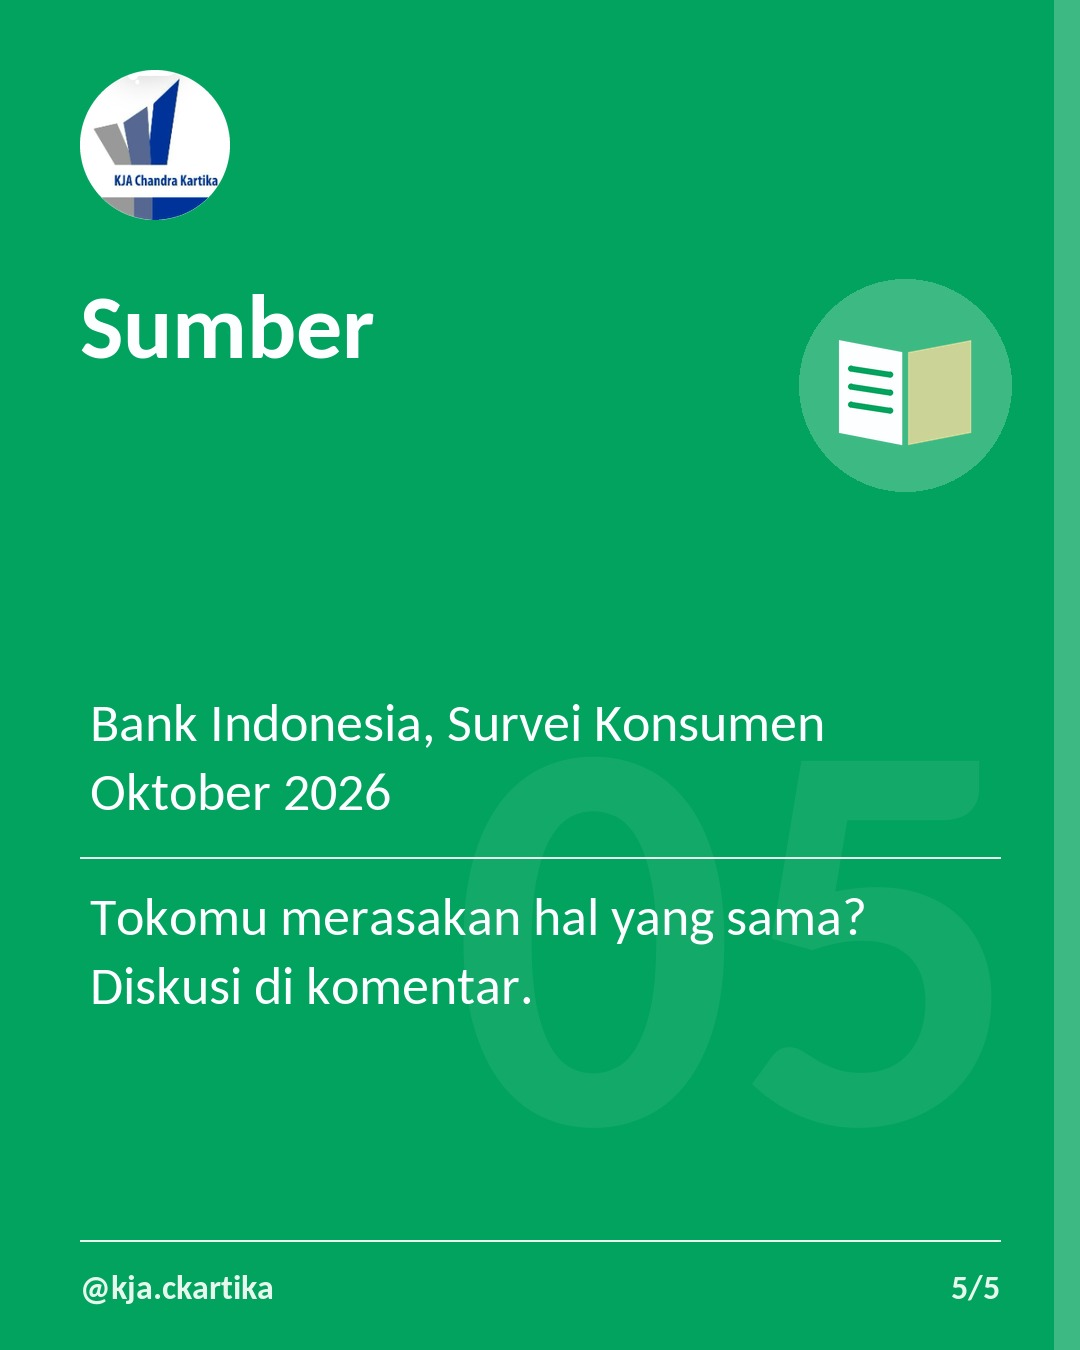 KJA Chandra Kartika
Sumber
Bank Indonesia, Survei Konsumen
Oktober 2026
Tokomu merasakan hal yang sama?
Diskusi di komentar.
05
@kja.ckartika
5/5